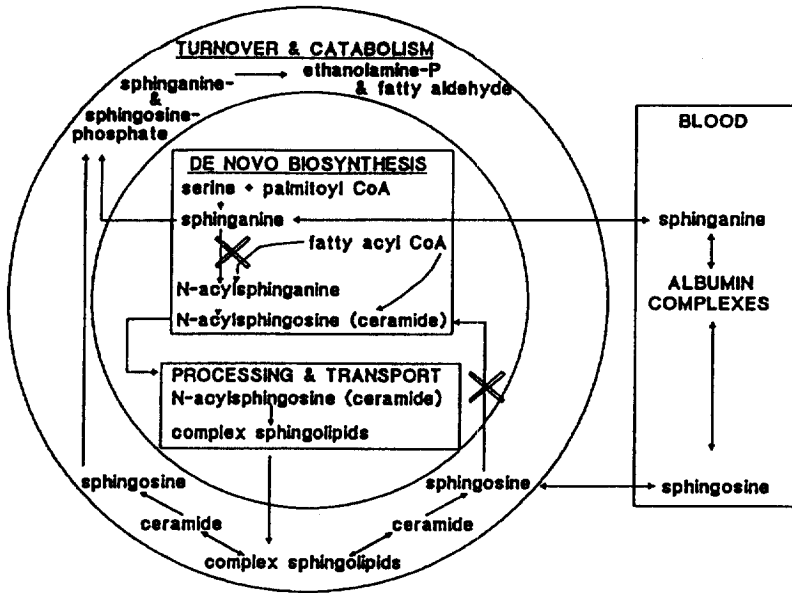 TURNOVER & CATABOLISM
sphinganine-
&
sphingosine-
phosphate
ethanolamine-P
& fatty aldehyde
DE NOVO BIOSYNTHESIS
serine + palmitoyl CoA
sphinganine
fatty acyl CoA
N-acylsphinganine
N-acylsphingosine (ceramide)
PROCESSING & TRANSPORT
N-acylsphingosine (ceramide)
complex sphingolipids
sphingosine
ceramide
complex sphingolipids
ceramide
sphingosine
BLOOD
sphinganine
ALBUMIN
COMPLEXES
sphingosine